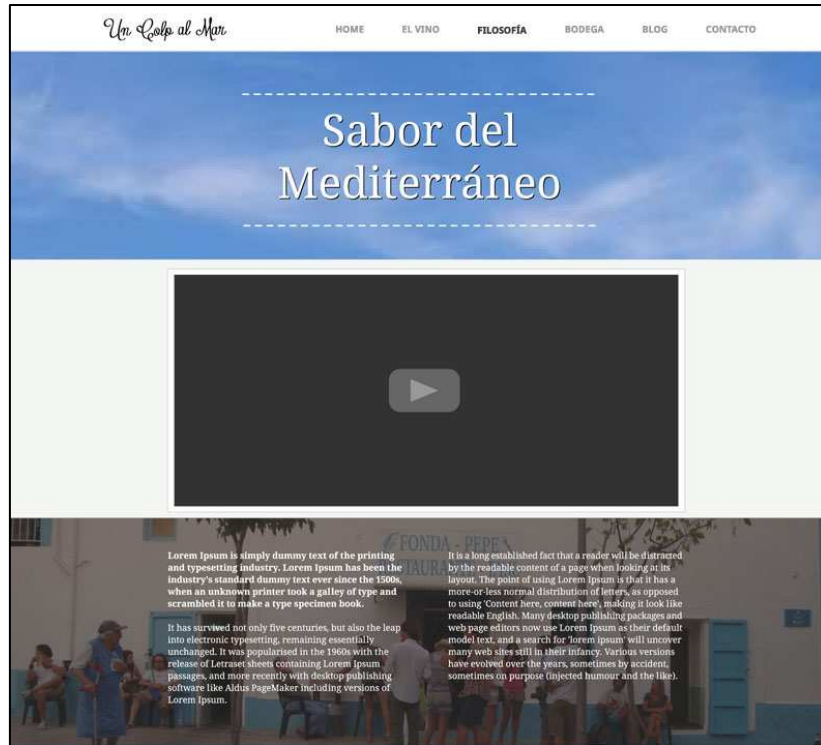 Un Colp al Mar
HOME EL VINO FILOSOFÍA BODEGA BLOG CONTACTO
Sabor del
Mediterráneo
FONDA - PEPE
RESTAURAN
Lorem Ipsum is simply dummy text of the printing
and typesetting industry. Lorem Ipsum has been the
industry's standard dummy text ever since the 1500s,
when an unknown printer took a galley of type and
scrambled it to make a type specimen book.
It has survived not only five centuries, but also the leap
into electronic typesetting, remaining essentially
unchanged. It was popularised in the 1960s with the
release of Letraset sheets containing Lorem Ipsum
passages, and more recently with desktop publishing
software like Aldus PageMaker including versions of
Lorem Ipsum.
It is a long established fact that a reader will be distracted
by the readable content of a page when looking at its
layout. The point of using Lorem Ipsum is that it has a
more-or-less normal distribution of letters, as opposed
to using 'Content here, content here', making it look like
readable English. Many desktop publishing packages and
web page editors now use Lorem Ipsum as their default
model text, and a search for 'lorem ipsum' will uncover
many web sites still in their infancy. Various versions
have evolved over the years, sometimes by accident,
sometimes on purpose (injected humour and the like).